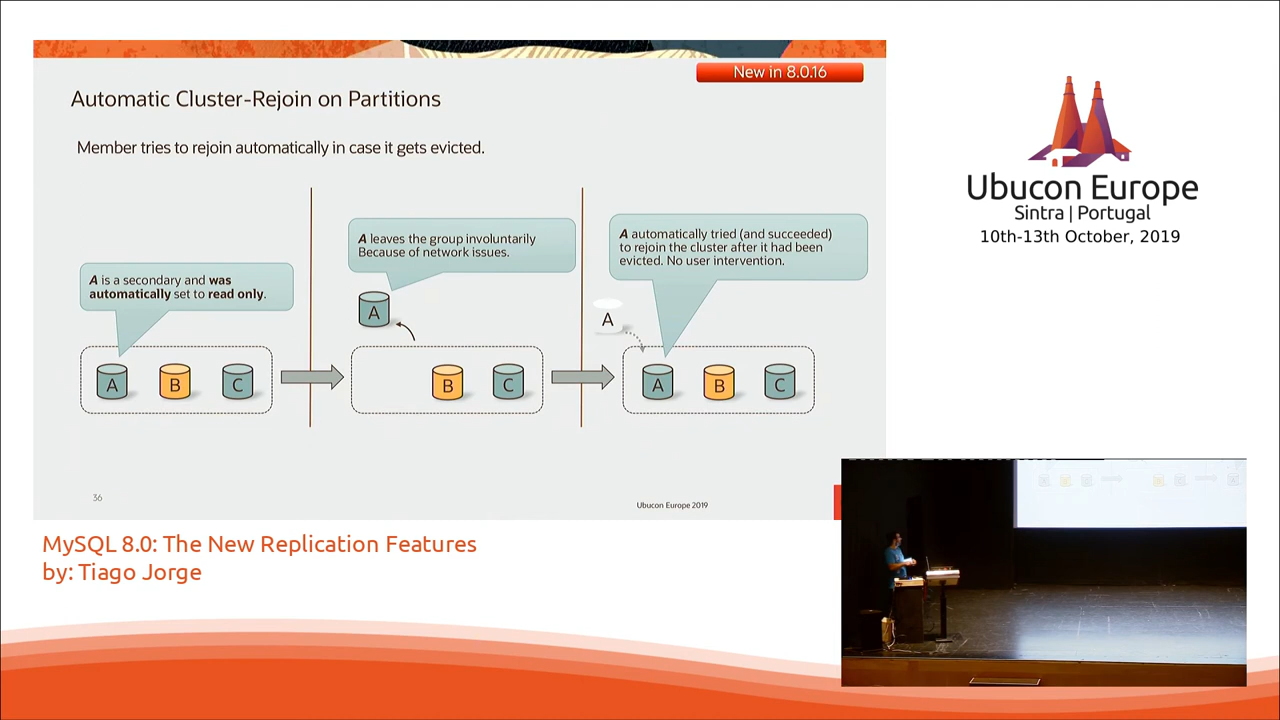 New in 8.0.16
Automatic Cluster-Rejoin on Partitions
Member tries to rejoin automatically in case it gets evicted.
A is a secondary and was
automatically set to read only.
A leaves the group involuntarily
Because of network issues.
A automatically tried (and succeeded)
to rejoin the cluster after it had been
evicted. No user intervention.
A
A
A B C
B C
A B C
36
Ubucon Europe 2019
Ubucon Europe
Sintra | Portugal
10th-13th October, 2019
MySQL 8.0: The New Replication Features
by: Tiago Jorge